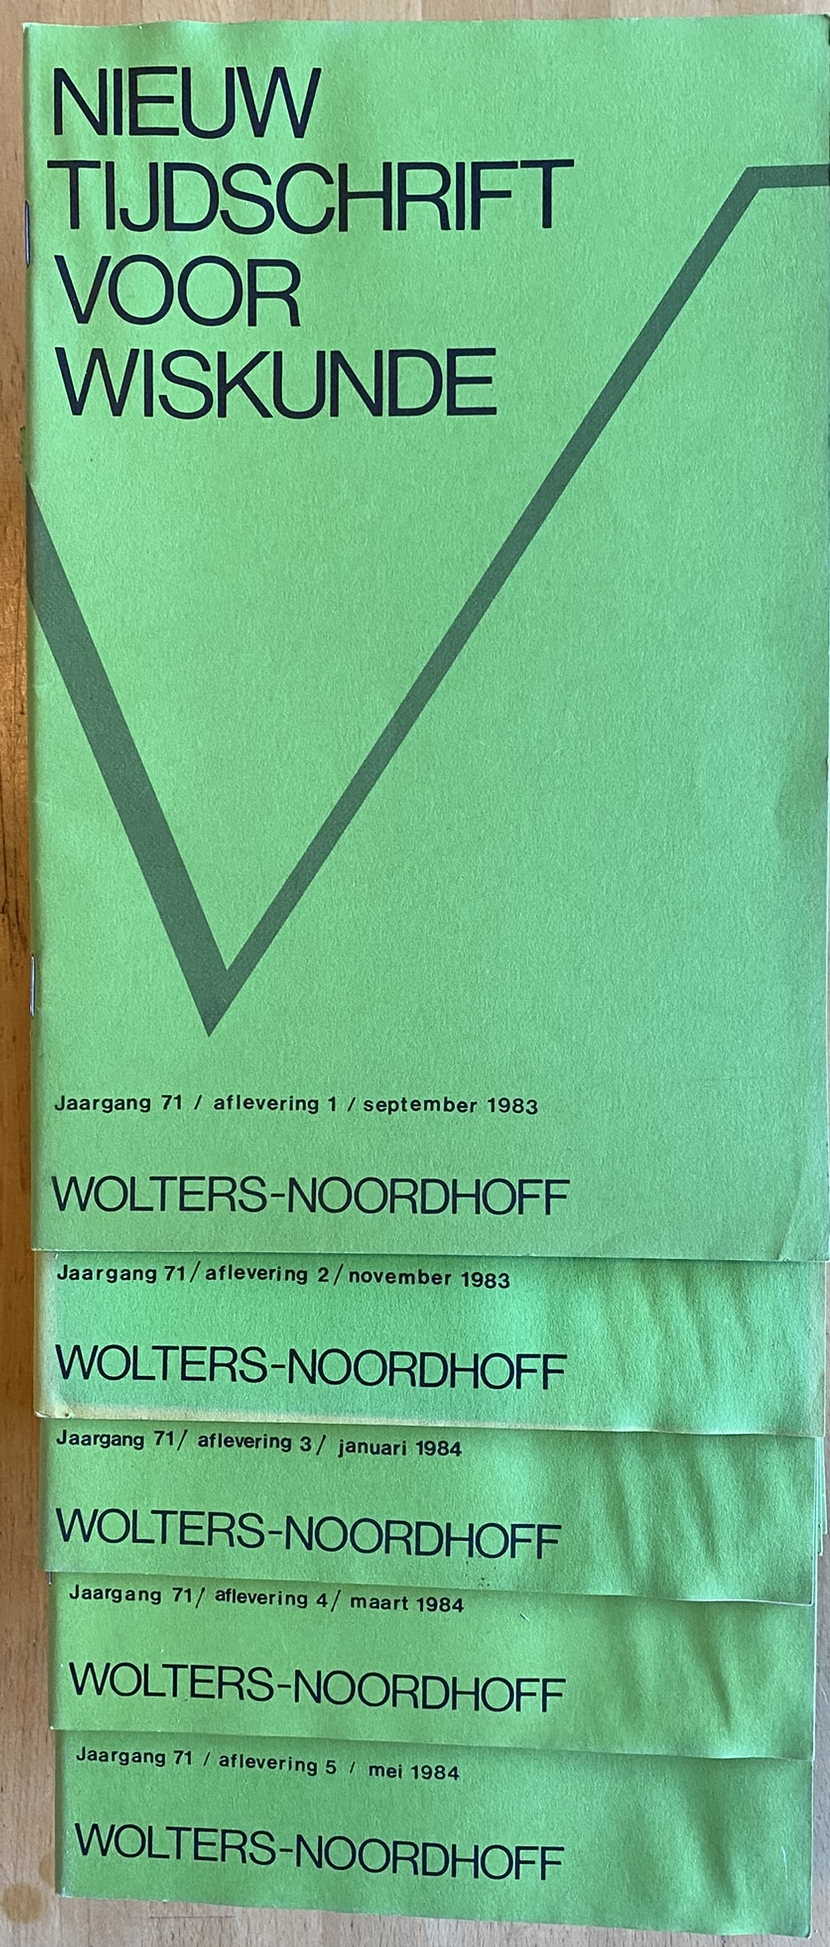 NIEUW
TIJDSCHRIFT
VOOR
WISKUNDE
Jaargang 71 / aflevering 1 / september 1983
WOLTERS-NOORDHOFF
Jaargang 71/ aflevering 2/ november 1983
WOLTERS-NOORDHOFF
Jaargang 71/ aflevering 3/ januari 1984
WOLTERS-NOORDHOFF
Jaargang 71/ aflevering 4/ maart 1984
WOLTERS-NOORDHOFF
Jaargang 71 / aflevering 5 / mei 1984
WOLTERS-NOORDHOFF